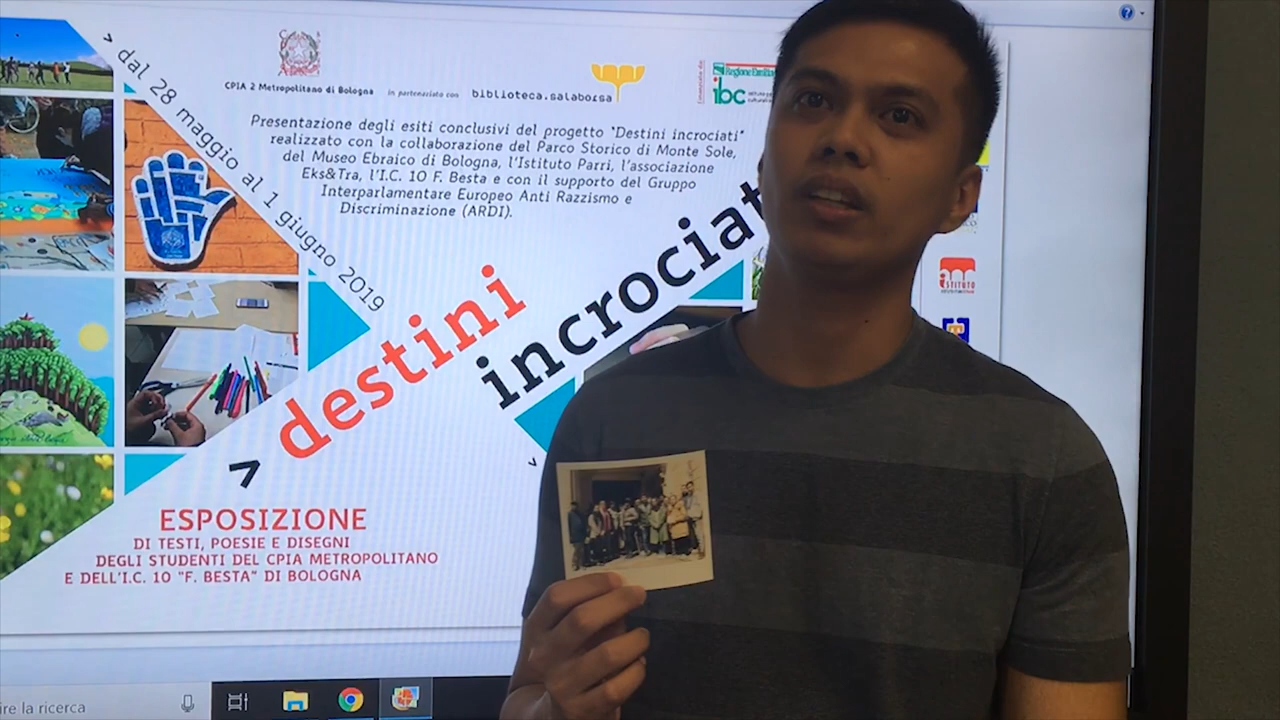 > dal 28 maggio al 1 giugno 2019
CPIA 2 Metropolitano di Bologna
in partenariato con
biblioteca.salaborsa
Regione Emilia
ibc
Presentazione degli esiti conclusivi del progetto "Destini incrociati"
realizzato con la collaborazione del Parco Storico di Monte Sole,
del Museo Ebraico di Bologna, l'Istituto Parri, l'associazione
Eks&Tra, l'I.C. 10 F. Besta e con il supporto del Gruppo
Interparlamentare Europeo Anti Razzismo e
Discriminazione (ARDI).
> destini
incrociat
ISTITUTO
ESPOSIZIONE
DI TESTI, POESIE E DISEGNI
DEGLI STUDENTI DEL CPIA METROPOLITANO
E DELL'I.C. 10 "F. BESTA" DI BOLOGNA
ire la ricerca